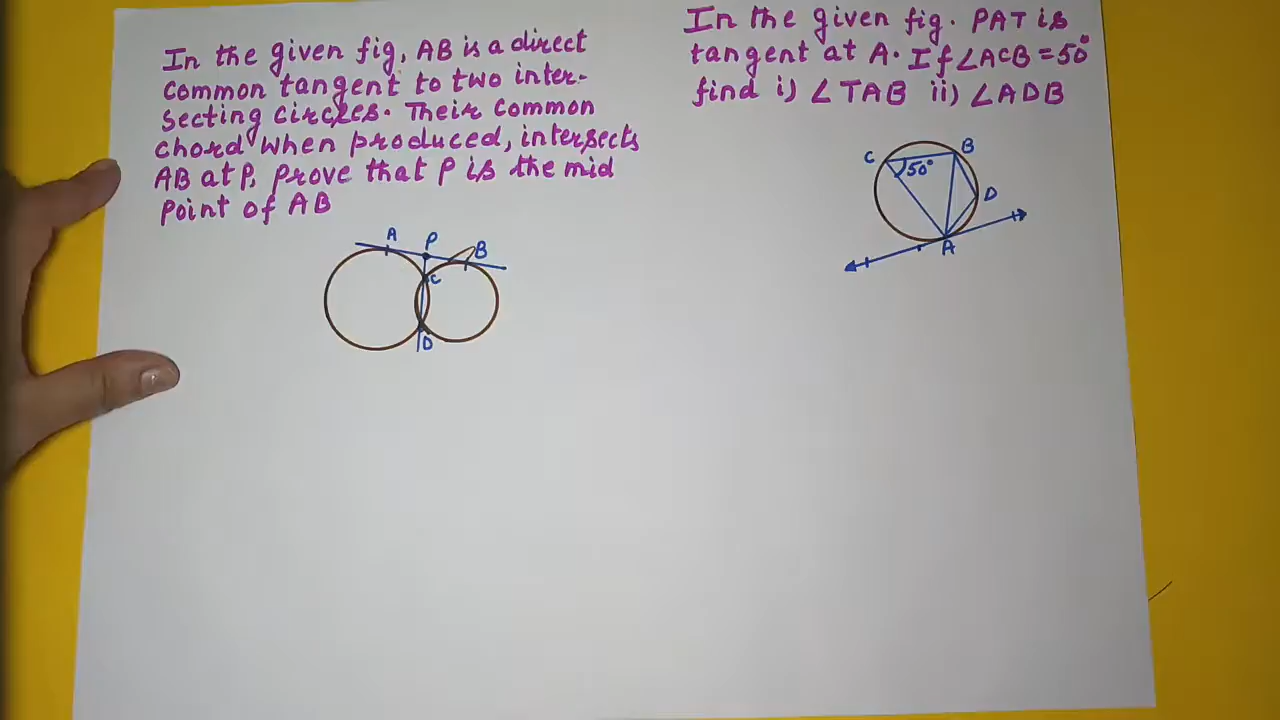 In the given fig, AB is a direct
common tangent to two inter-
secting circles. Their common
chord when produced, intersects
AB at P, prove that P is the mid
point of AB
A
P
B
C
D
In the given fig. PAT is
tangent at A. If ∠ACB = 50°
find i) ∠TAB ii) ∠ADB
C
B
50°
D
A